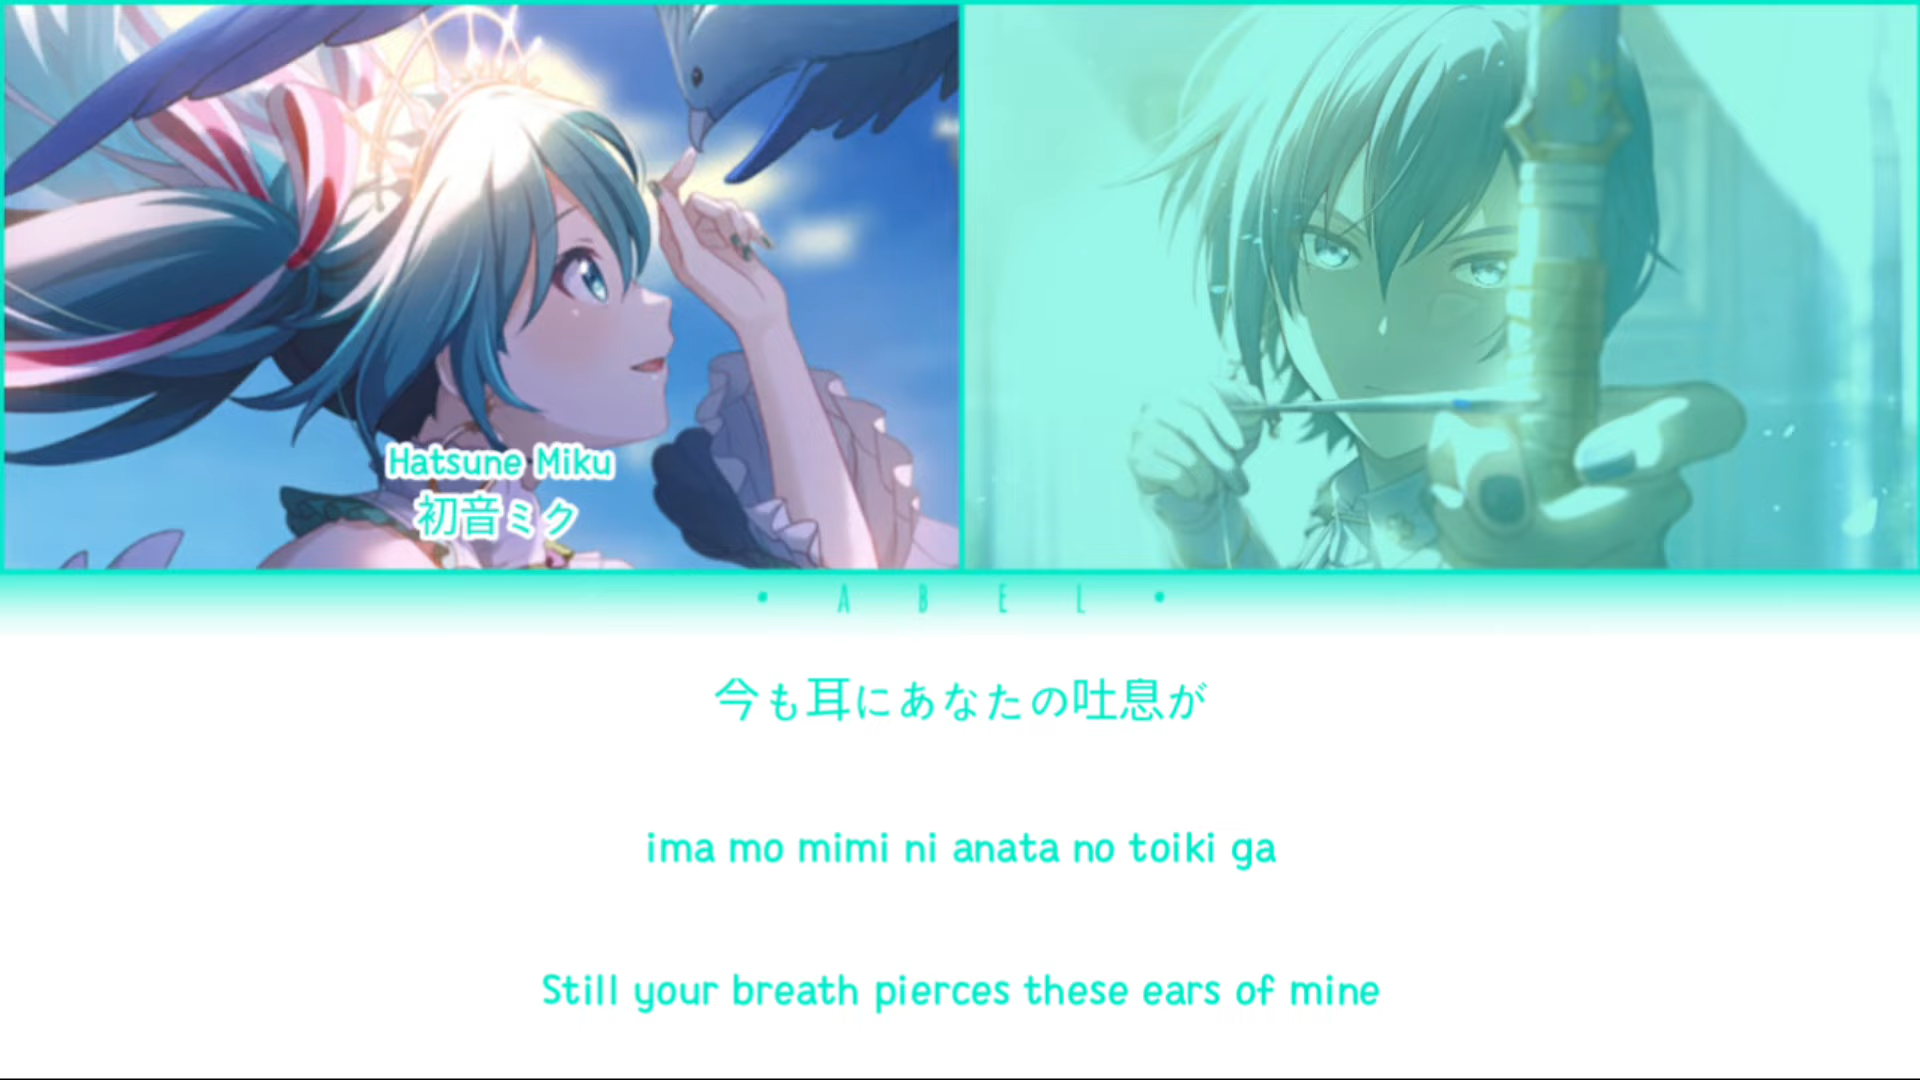 Hatsune Miku
初音ミク
• A B E L •
今も耳にあなたの吐息が
ima mo mimi ni anata no toiki ga
Still your breath pierces these ears of mine